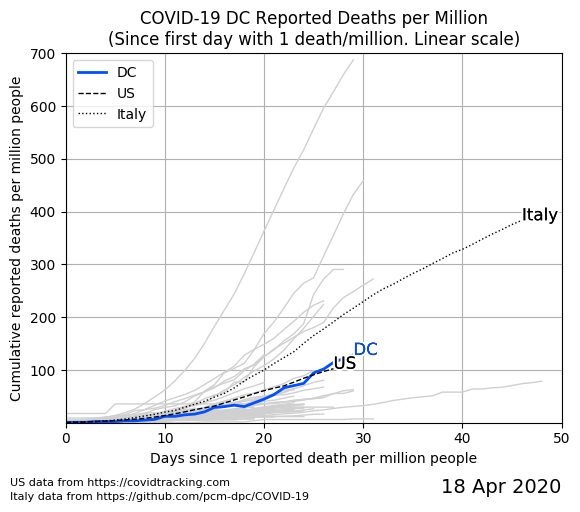 COVID-19 DC Reported Deaths per Million
(Since first day with 1 death/million. Linear scale)
700
600
500
400
300
200
100
DC
US
Italy
Italy
DC
US
Cumulative reported deaths per million people
0
10
20
30
40
50
Days since 1 reported death per million people
US data from https://covidtracking.com
Italy data from https://github.com/pcm-dpc/COVID-19
18 Apr 2020